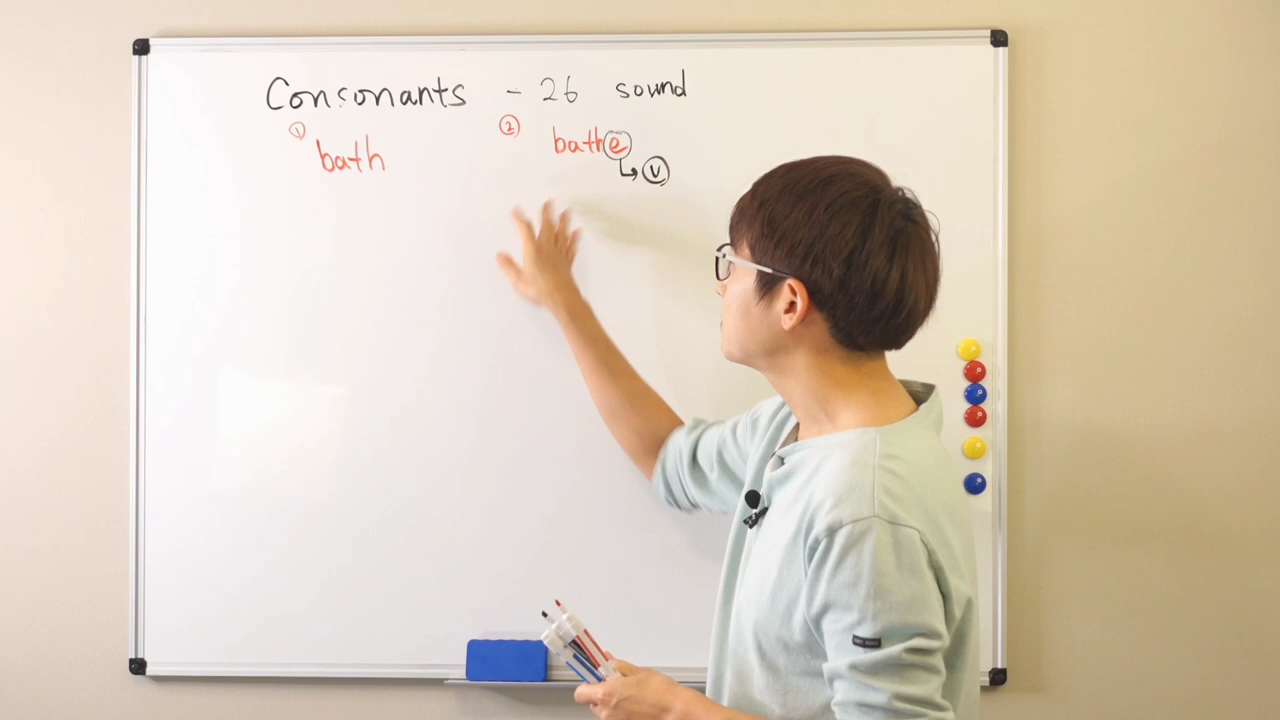 Consonants - 26 sound
① bath ② bathe
↳ Ⓥ